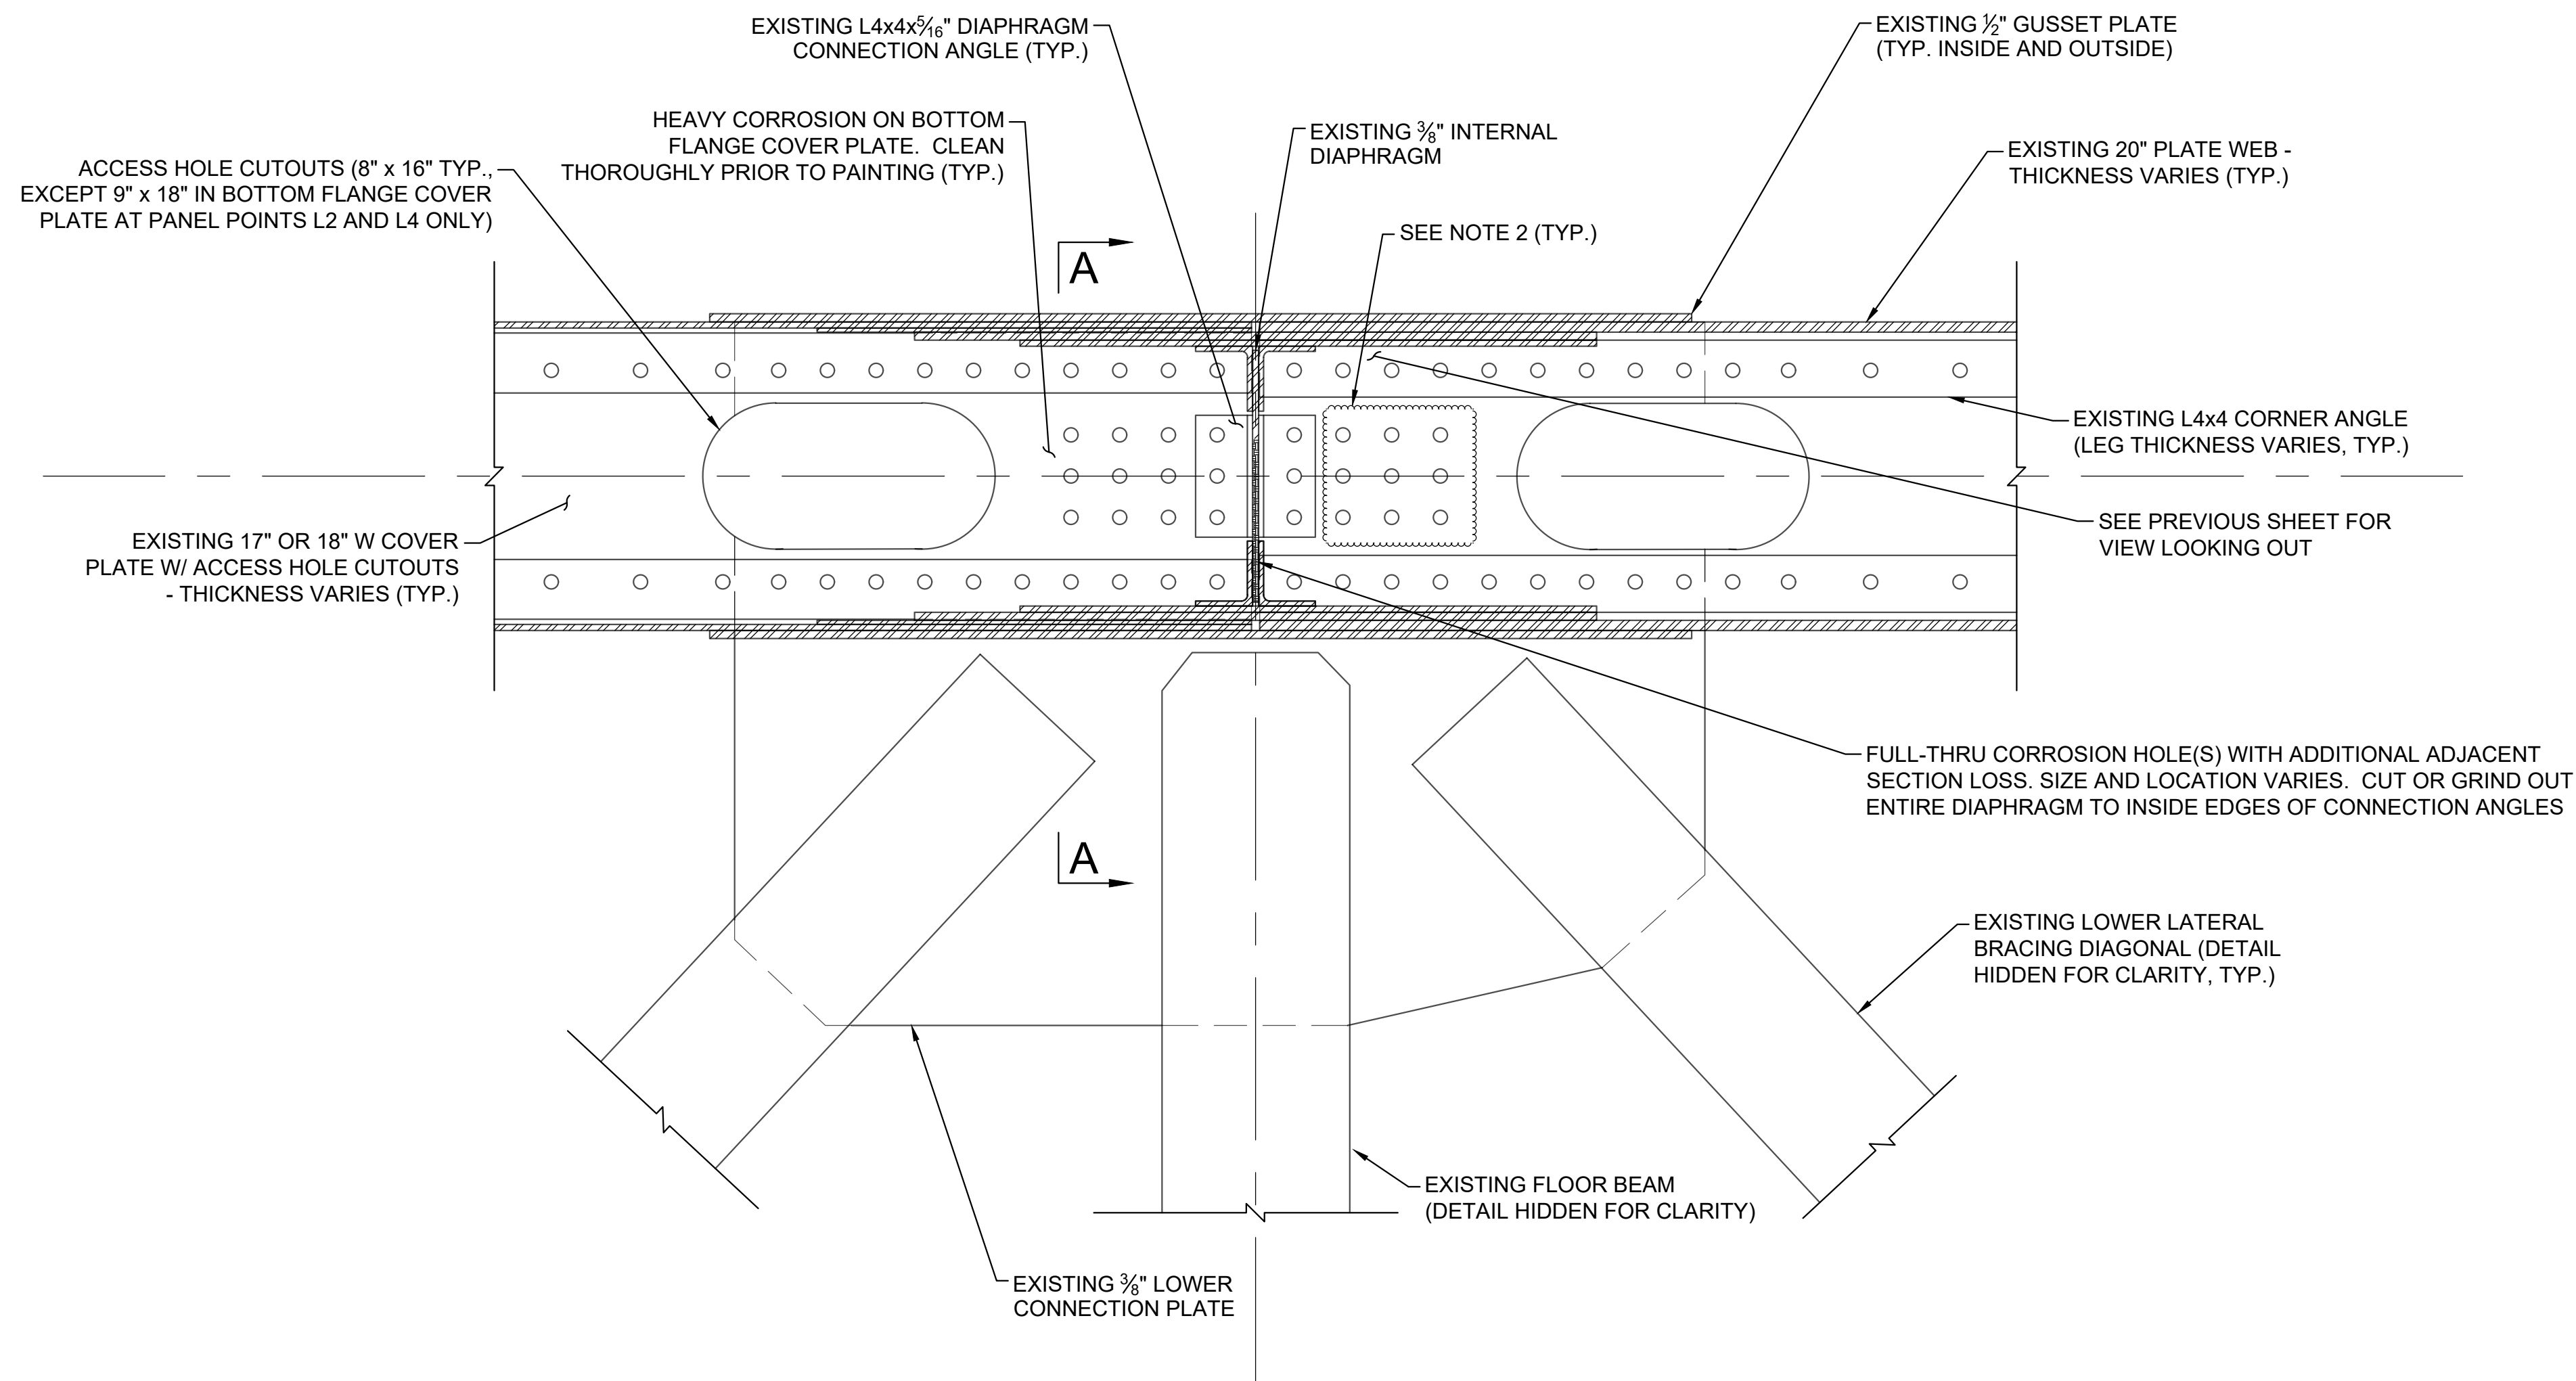 EXISTING L4x4x5⁄16" DIAPHRAGM
CONNECTION ANGLE (TYP.)
EXISTING 1⁄2" GUSSET PLATE
(TYP. INSIDE AND OUTSIDE)
HEAVY CORROSION ON BOTTOM
FLANGE COVER PLATE.  CLEAN
THOROUGHLY PRIOR TO PAINTING (TYP.)
EXISTING 3⁄8" INTERNAL
DIAPHRAGM
EXISTING 20" PLATE WEB -
THICKNESS VARIES (TYP.)
ACCESS HOLE CUTOUTS (8" x 16" TYP.,
EXCEPT 9" x 18" IN BOTTOM FLANGE COVER
PLATE AT PANEL POINTS L2 AND L4 ONLY)
SEE NOTE 2 (TYP.)
A
EXISTING L4x4 CORNER ANGLE
(LEG THICKNESS VARIES, TYP.)
SEE PREVIOUS SHEET FOR
VIEW LOOKING OUT
EXISTING 17" OR 18" W COVER
PLATE W/ ACCESS HOLE CUTOUTS
- THICKNESS VARIES (TYP.)
FULL-THRU CORROSION HOLE(S) WITH ADDITIONAL ADJACENT
SECTION LOSS. SIZE AND LOCATION VARIES.  CUT OR GRIND OUT
ENTIRE DIAPHRAGM TO INSIDE EDGES OF CONNECTION ANGLES
A
EXISTING LOWER LATERAL
BRACING DIAGONAL (DETAIL
HIDDEN FOR CLARITY, TYP.)
EXISTING FLOOR BEAM
(DETAIL HIDDEN FOR CLARITY)
EXISTING 3⁄8" LOWER
CONNECTION PLATE